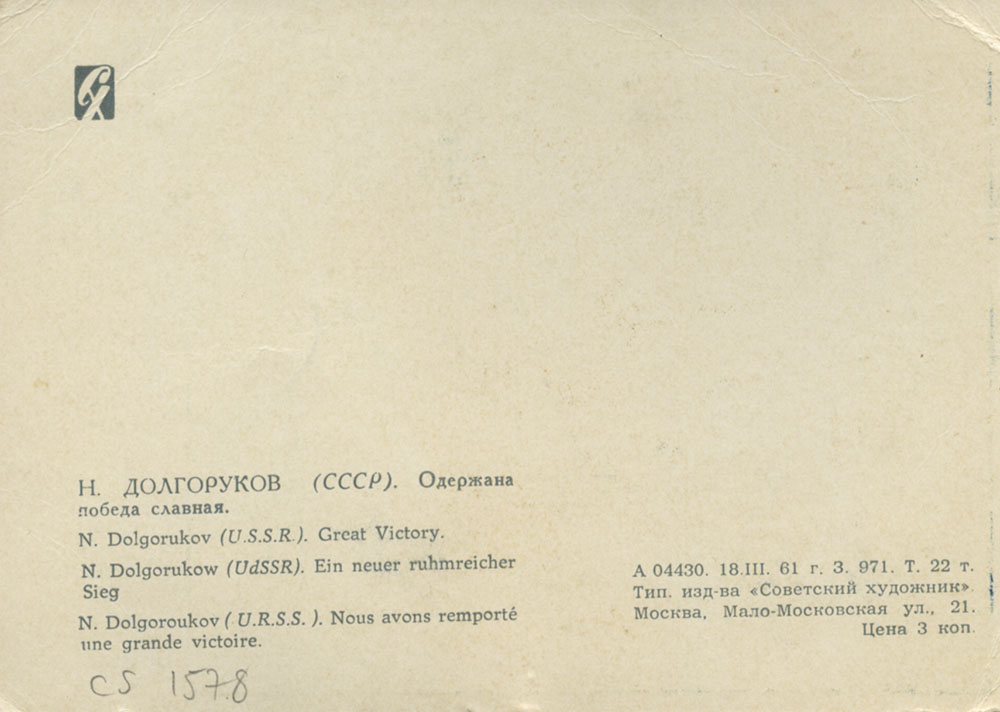 СХ
Н. ДОЛГОРУКОВ (СССР). Одержана
победа славная.
N. Dolgorukov (U.S.S.R.). Great Victory.
N. Dolgorukow (UdSSR). Ein neuer ruhmreicher
Sieg
N. Dolgoroukov (U.R.S.S.). Nous avons remporté
une grande victoire.
А 04430. 18.III. 61 г. З. 971. Т. 22 т.
Тип. изд-ва «Советский художник».
Москва, Мало-Московская ул., 21.
Цена 3 коп.
CS 1578